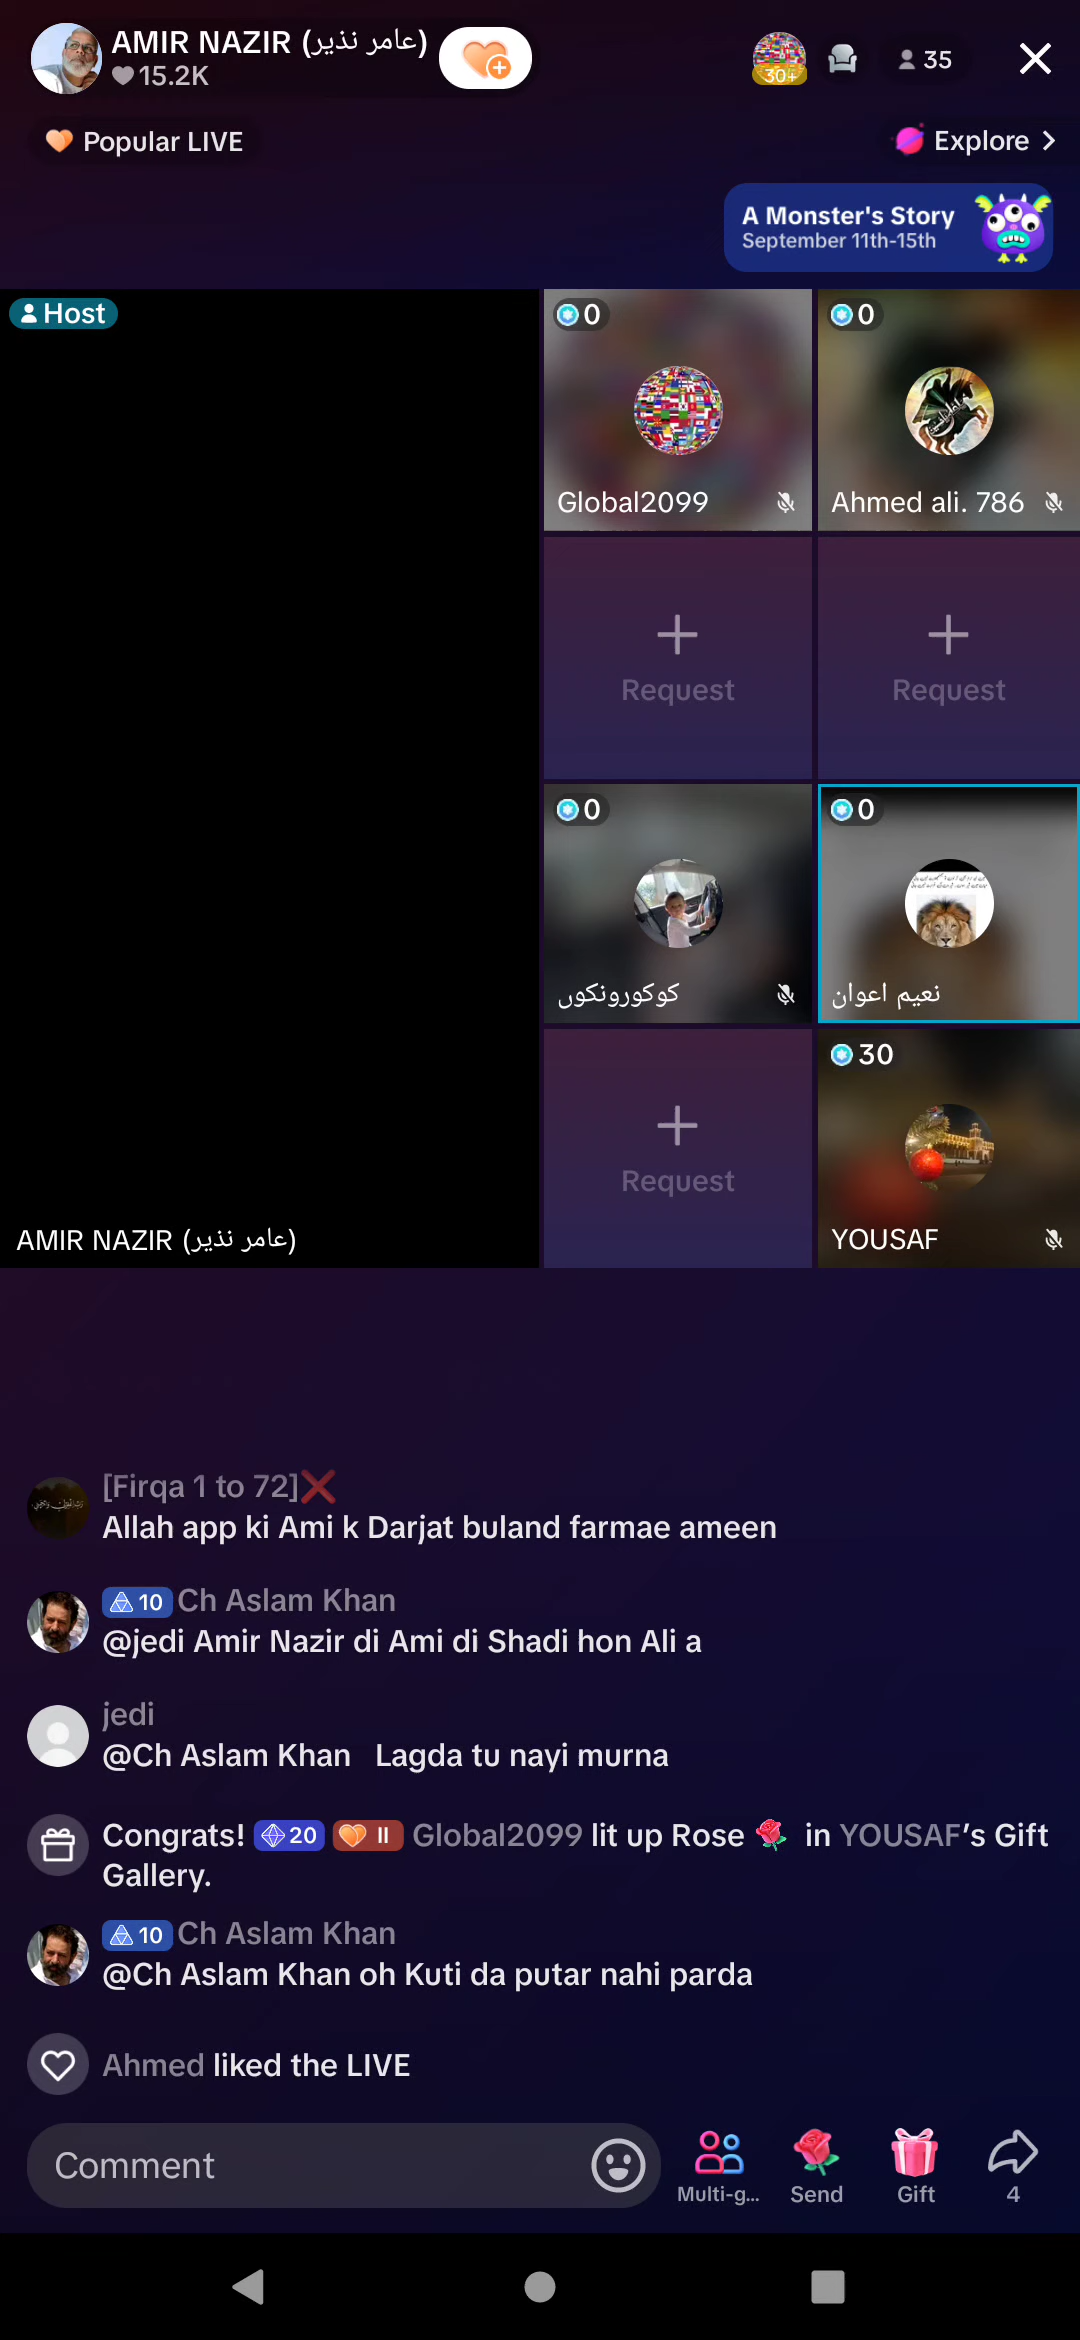 AMIR NAZIR (عامر نذیر)
15.2K
30+
35
Popular LIVE
Explore
A Monster's Story
September 11th-15th
Host
0
0
Global2099
Ahmed ali. 786
Request
Request
0
0
کوکورونکوں
نعیم اعوان
30
Request
AMIR NAZIR (عامر نذیر)
YOUSAF
[Firqa 1 to 72]❌
Allah app ki Ami k Darjat buland farmae ameen
10 Ch Aslam Khan
@jedi Amir Nazir di Ami di Shadi hon Ali a
jedi
@Ch Aslam Khan Lagda tu nayi murna
Congrats! 20 II Global2099 lit up Rose 🌹 in YOUSAF's Gift
Gallery.
10 Ch Aslam Khan
@Ch Aslam Khan oh Kuti da putar nahi parda
Ahmed liked the LIVE
Comment
Multi-g...
Send
Gift
4